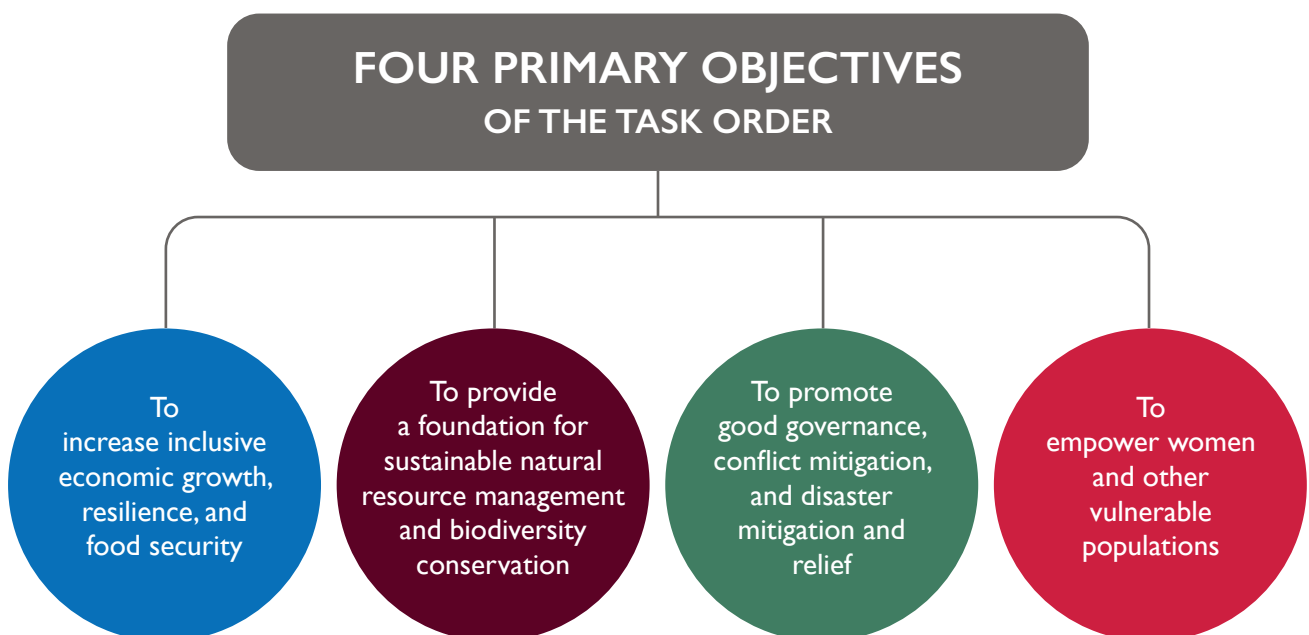 FOUR PRIMARY OBJECTIVES
OF THE TASK ORDER
To
increase inclusive
economic growth,
resilience, and
food security
To provide
a foundation for
sustainable natural
resource management
and biodiversity
conservation
To promote
good governance,
conflict mitigation,
and disaster
mitigation and
relief
To
empower women
and other
vulnerable
populations